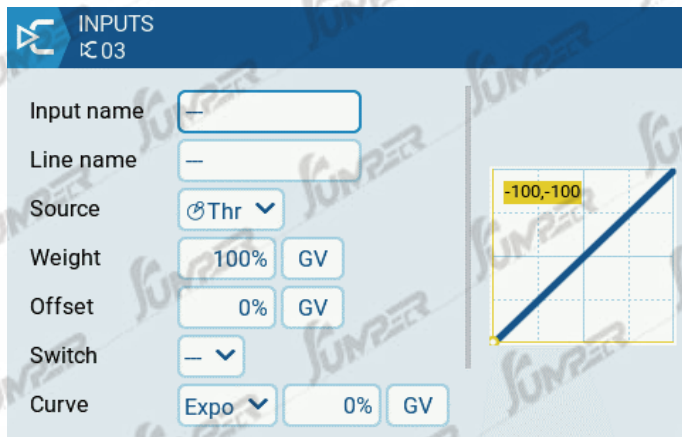 INPUTS
03
Input name ---
Line name ---
Source Thr
Weight 100% GV
Offset 0% GV
Switch ---
Curve Expo 0% GV
-100,-100
JUMPER